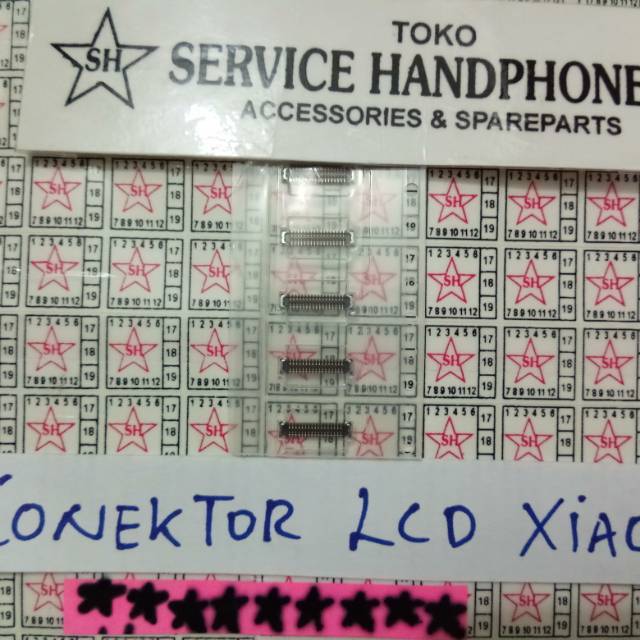 TOKO
SH SERVICE HANDPHONE
ACCESSORIES & SPAREPARTS
KONEKTOR LCD XIAO